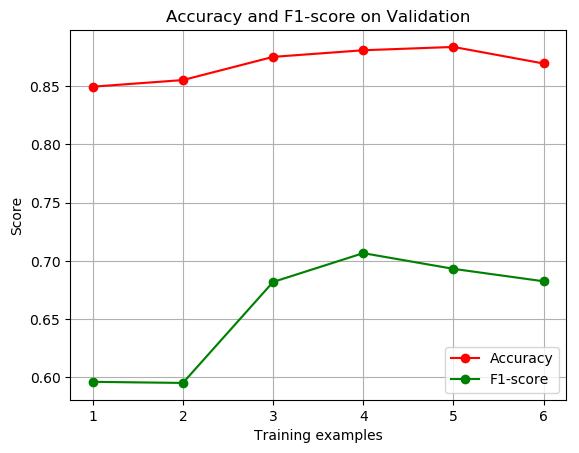 Accuracy and F1-score on Validation
Score
0.85
0.80
0.75
0.70
0.65
0.60
Accuracy
F1-score
1 2 3 4 5 6
Training examples